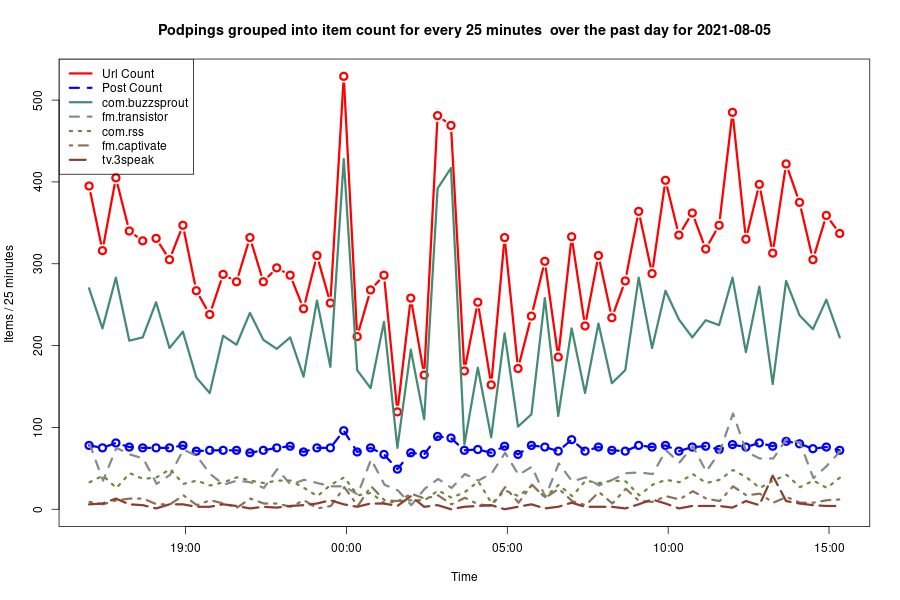 Podpings grouped into item count for every 25 minutes  over the past day for 2021-08-05
Url Count
Post Count
com.buzzsprout
fm.transistor
com.rss
fm.captivate
tv.3speak
Items / 25 minutes
500
400
300
200
100
0
19:00
00:00
05:00
10:00
15:00
Time